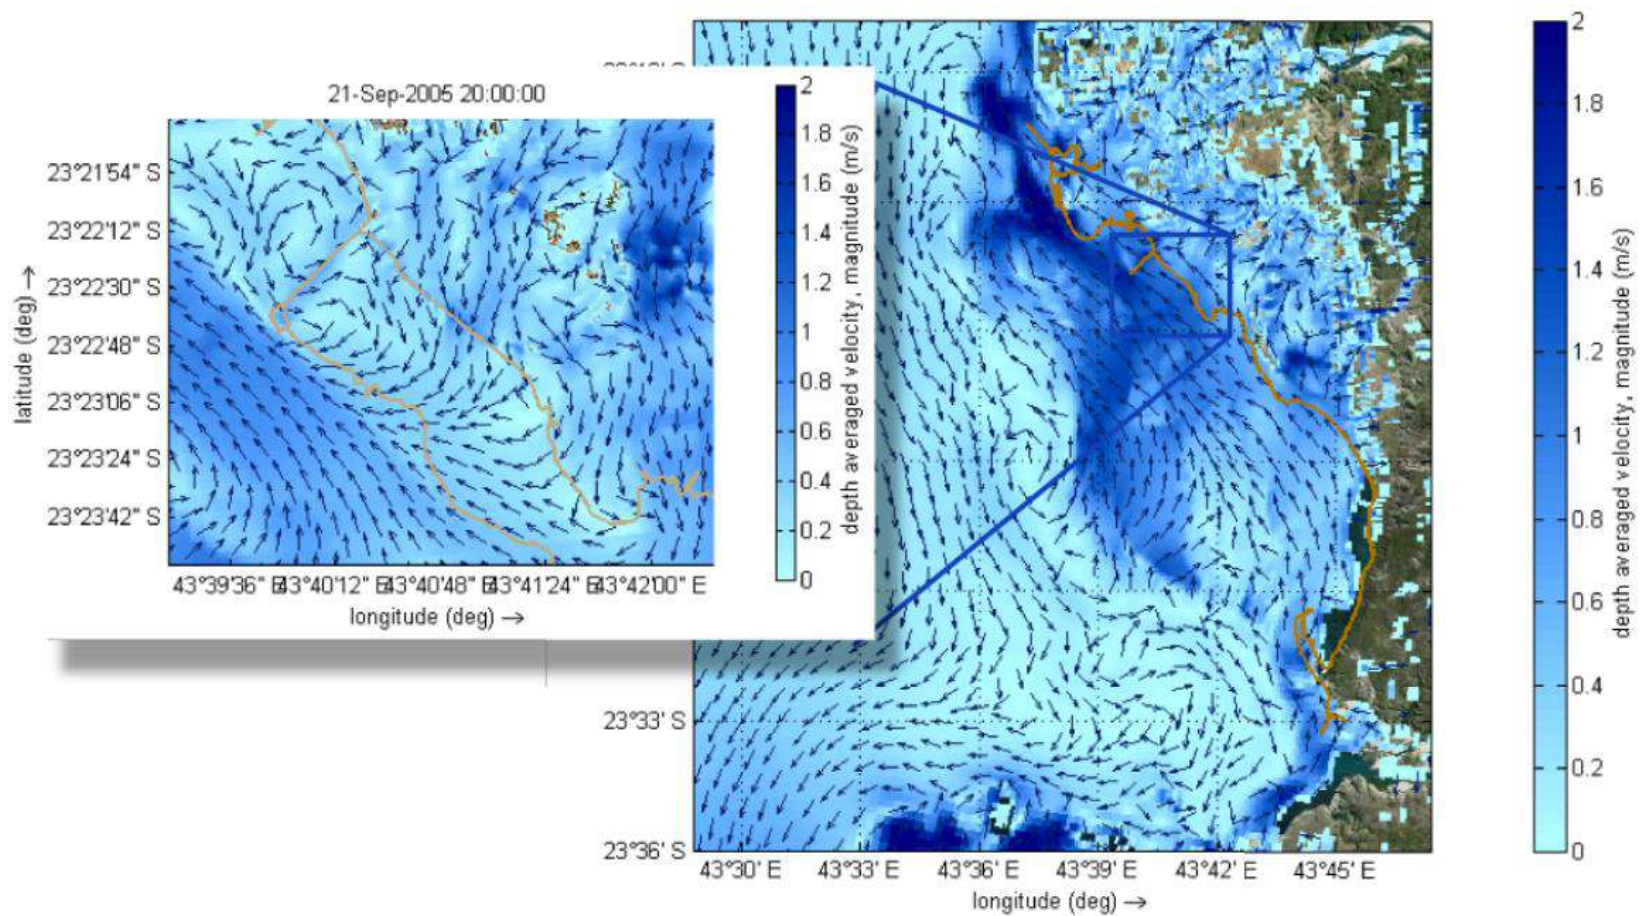 21-Sep-2005 20:00:00
23°21'54" S
23°22'12" S
23°22'30" S
23°22'48" S
23°23'06" S
23°23'24" S
23°23'42" S
latitude (deg) →
43°39'36" E
43°40'12" E
43°40'48" E
43°41'24" E
43°42'00" E
longitude (deg) →
2
1.8
1.6
1.4
1.2
1
0.8
0.6
0.4
0.2
0
depth averaged velocity, magnitude (m/s)
23°33' S
23°36' S
43°30' E
43°33' E
43°36' E
43°39' E
43°42' E
43°45' E
longitude (deg) →
2
1.8
1.6
1.4
1.2
1
0.8
0.6
0.4
0.2
0
depth averaged velocity, magnitude (m/s)